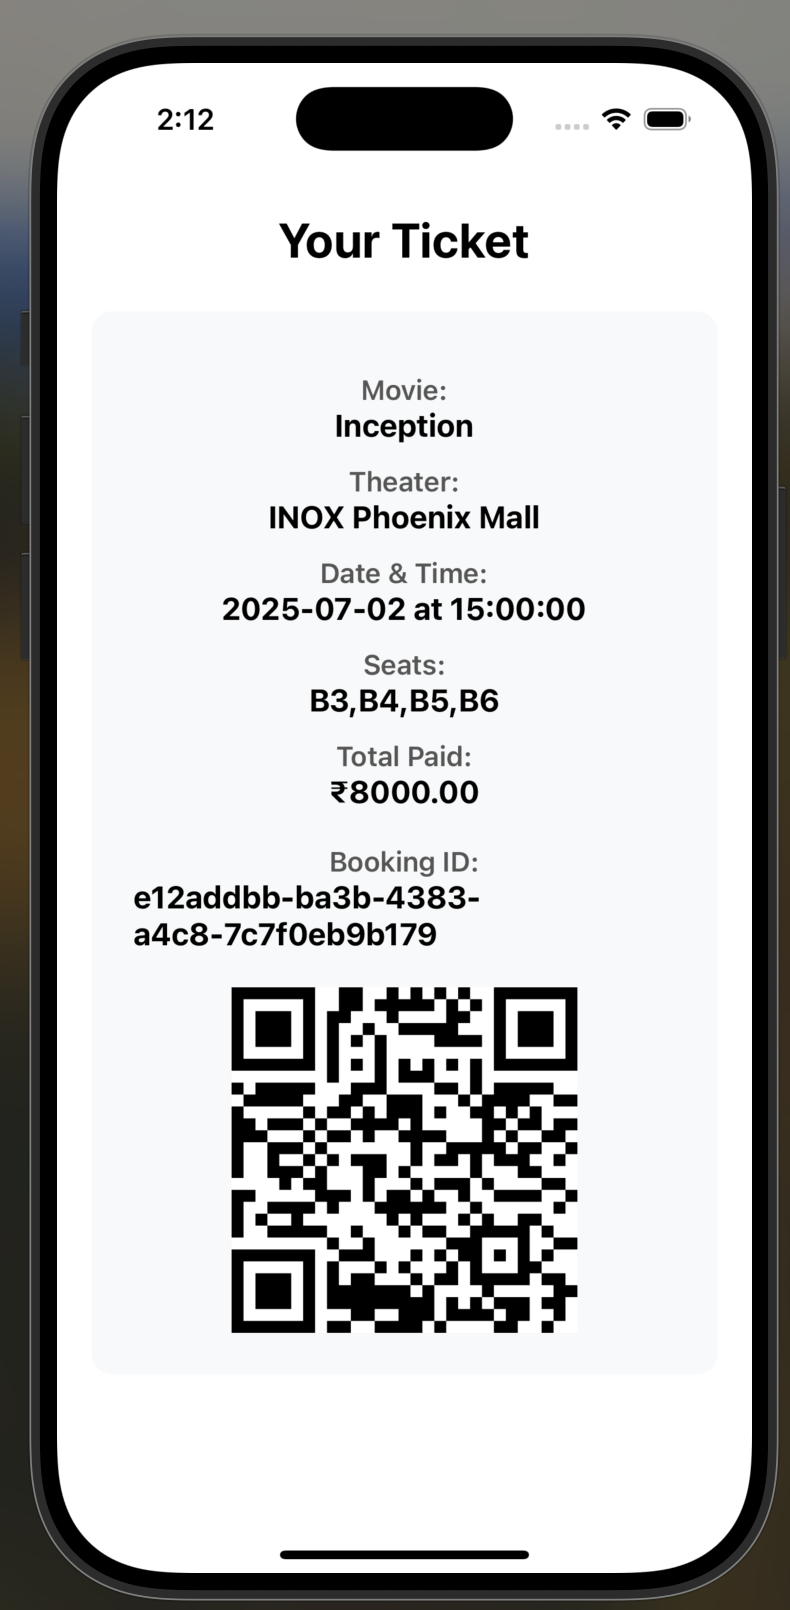 2:12
Your Ticket
Movie:
Inception
Theater:
INOX Phoenix Mall
Date & Time:
2025-07-02 at 15:00:00
Seats:
B3,B4,B5,B6
Total Paid:
₹8000.00
Booking ID:
e12addbb-ba3b-4383-
a4c8-7c7f0eb9b179